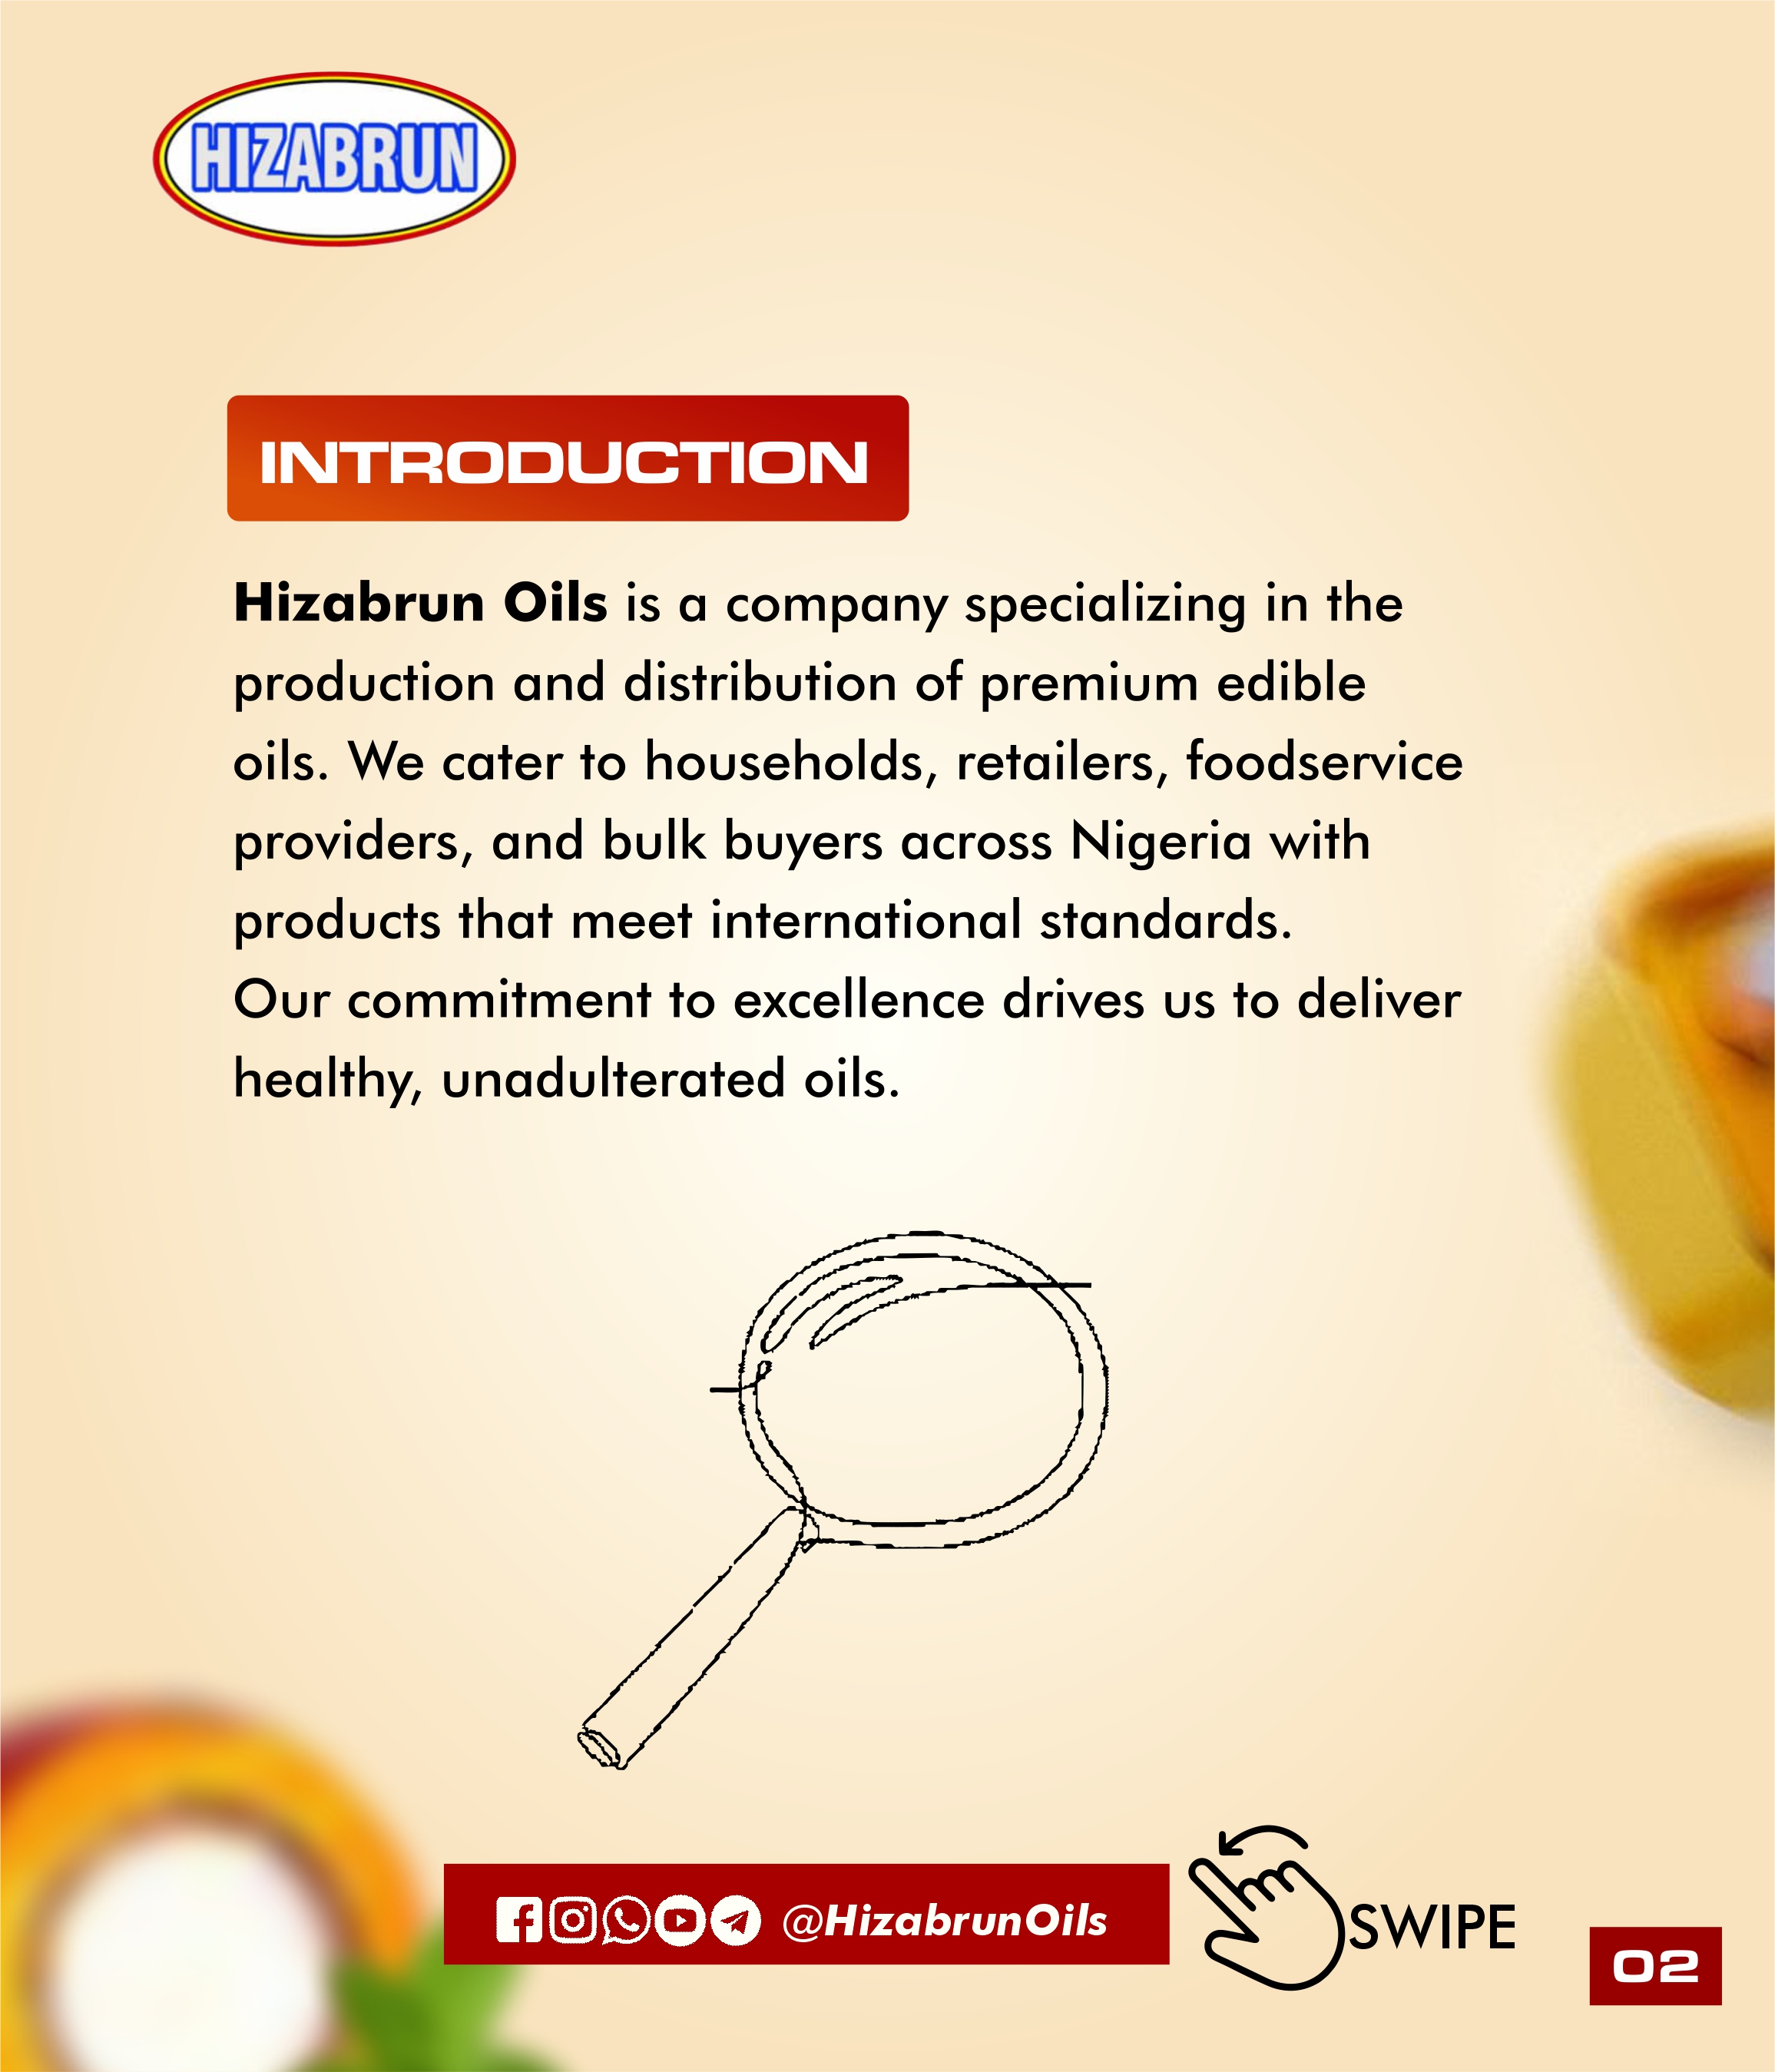 HIZABRUN
INTRODUCTION
Hizabrun Oils is a company specializing in the
production and distribution of premium edible
oils. We cater to households, retailers, foodservice
providers, and bulk buyers across Nigeria with
products that meet international standards.
Our commitment to excellence drives us to deliver
healthy, unadulterated oils.
@HizabrunOils
SWIPE
02